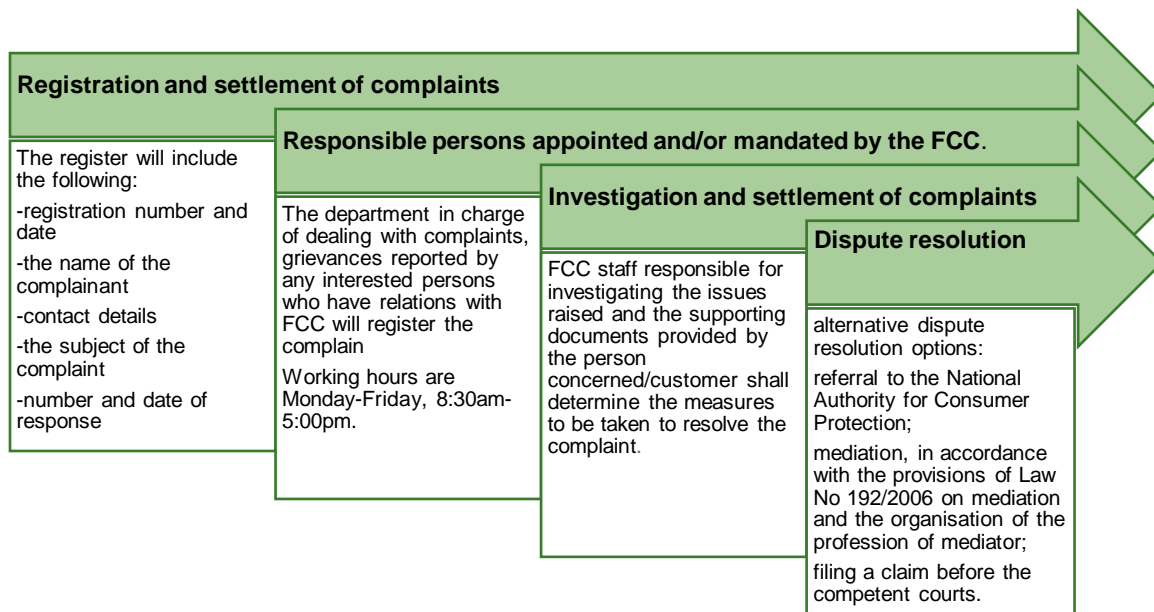 Registration and settlement of complaints
The register will include
the following:
-registration number and
date
-the name of the
complainant
-contact details
-the subject of the
complaint
-number and date of
response
Responsible persons appointed and/or mandated by the FCC.
The department in charge
of dealing with complaints,
grievances reported by
any interested persons
who have relations with
FCC will register the
complain
Working hours are
Monday-Friday, 8:30am-
5:00pm.
Investigation and settlement of complaints
FCC staff responsible for
investigating the issues
raised and the supporting
documents provided by
the person
concerned/customer shall
determine the measures
to be taken to resolve the
complaint.
Dispute resolution
alternative dispute
resolution options:
referral to the National
Authority for Consumer
Protection;
mediation, in accordance
with the provisions of Law
No 192/2006 on mediation
and the organisation of the
profession of mediator;
filing a claim before the
competent courts.